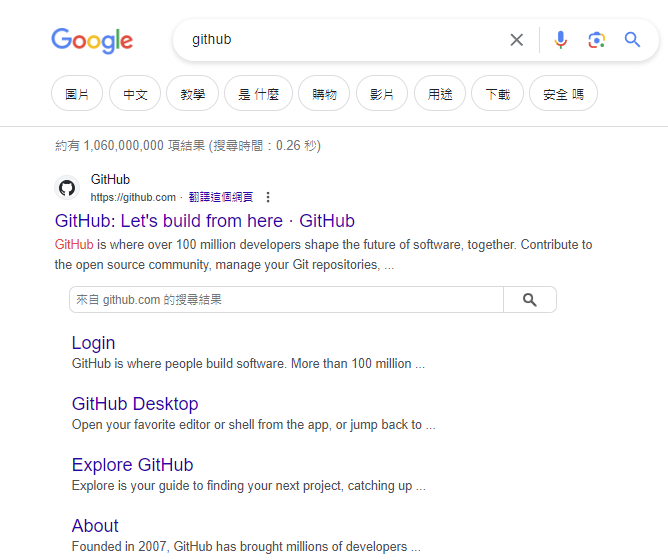 Google
github
圖片 中文 教學 是 什麼 購物 影片 用途 下載 安全 嗎
約有 1,060,000,000 項結果 (搜尋時間：0.26 秒)
GitHub
https://github.com · 翻譯這個網頁
GitHub: Let's build from here · GitHub
GitHub is where over 100 million developers shape the future of software, together. Contribute to
the open source community, manage your Git repositories, ...
來自 github.com 的搜尋結果
Login
GitHub is where people build software. More than 100 million ...
GitHub Desktop
Open your favorite editor or shell from the app, or jump back to ...
Explore GitHub
Explore is your guide to finding your next project, catching up ...
About
Founded in 2007, GitHub has brought millions of developers ...